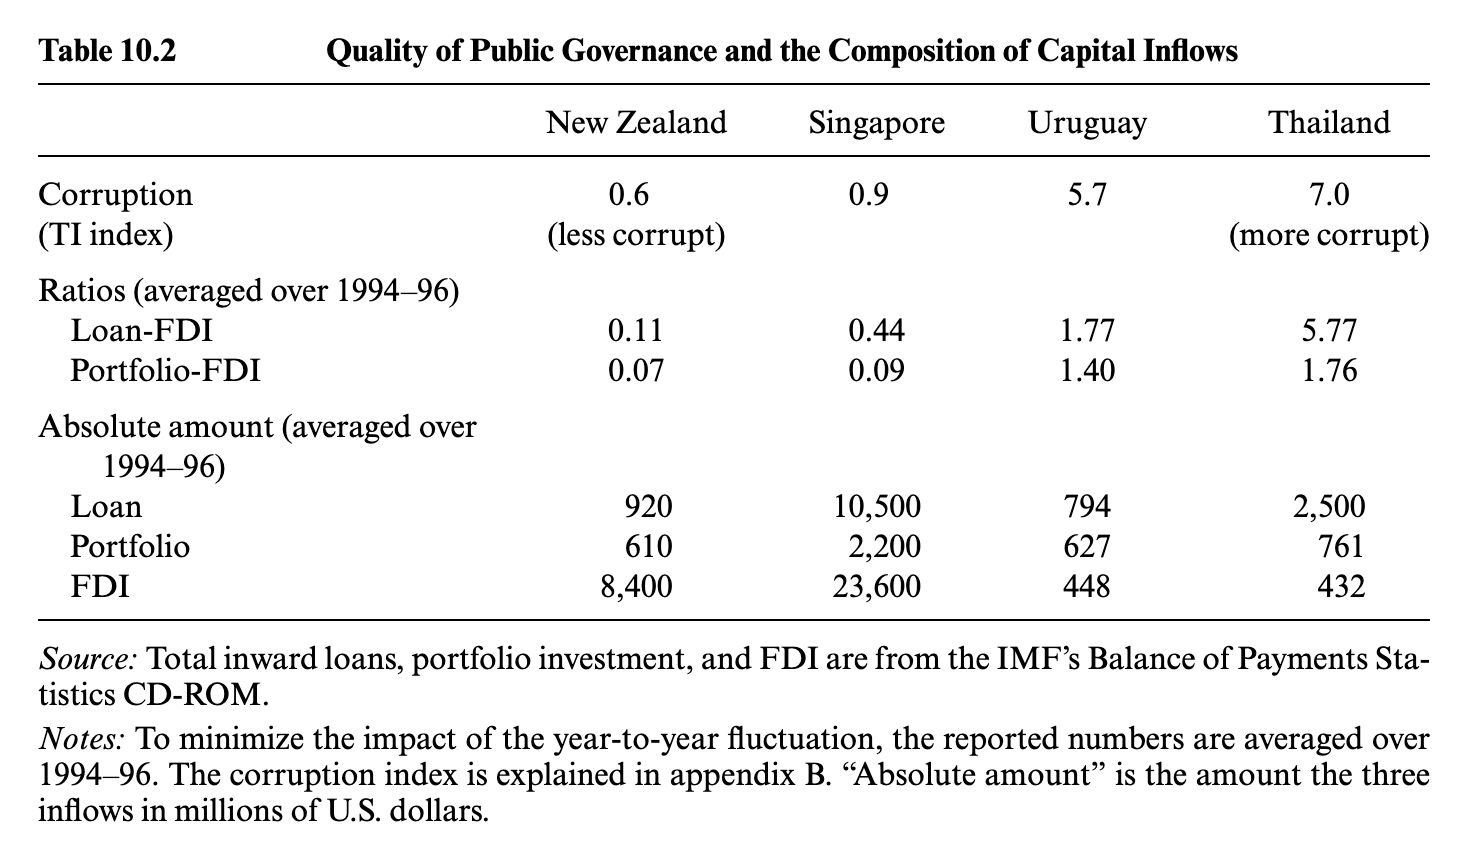 Table 10.2 Quality of Public Governance and the Composition of Capital Inflows
New Zealand Singapore Uruguay Thailand
Corruption 0.6 0.9 5.7 7.0
(TI index) (less corrupt) (more corrupt)
Ratios (averaged over 1994–96)
Loan-FDI 0.11 0.44 1.77 5.77
Portfolio-FDI 0.07 0.09 1.40 1.76
Absolute amount (averaged over
1994–96)
Loan 920 10,500 794 2,500
Portfolio 610 2,200 627 761
FDI 8,400 23,600 448 432
Source: Total inward loans, portfolio investment, and FDI are from the IMF’s Balance of Payments Sta-
tistics CD-ROM.
Notes: To minimize the impact of the year-to-year fluctuation, the reported numbers are averaged over
1994–96. The corruption index is explained in appendix B. “Absolute amount” is the amount the three
inflows in millions of U.S. dollars.